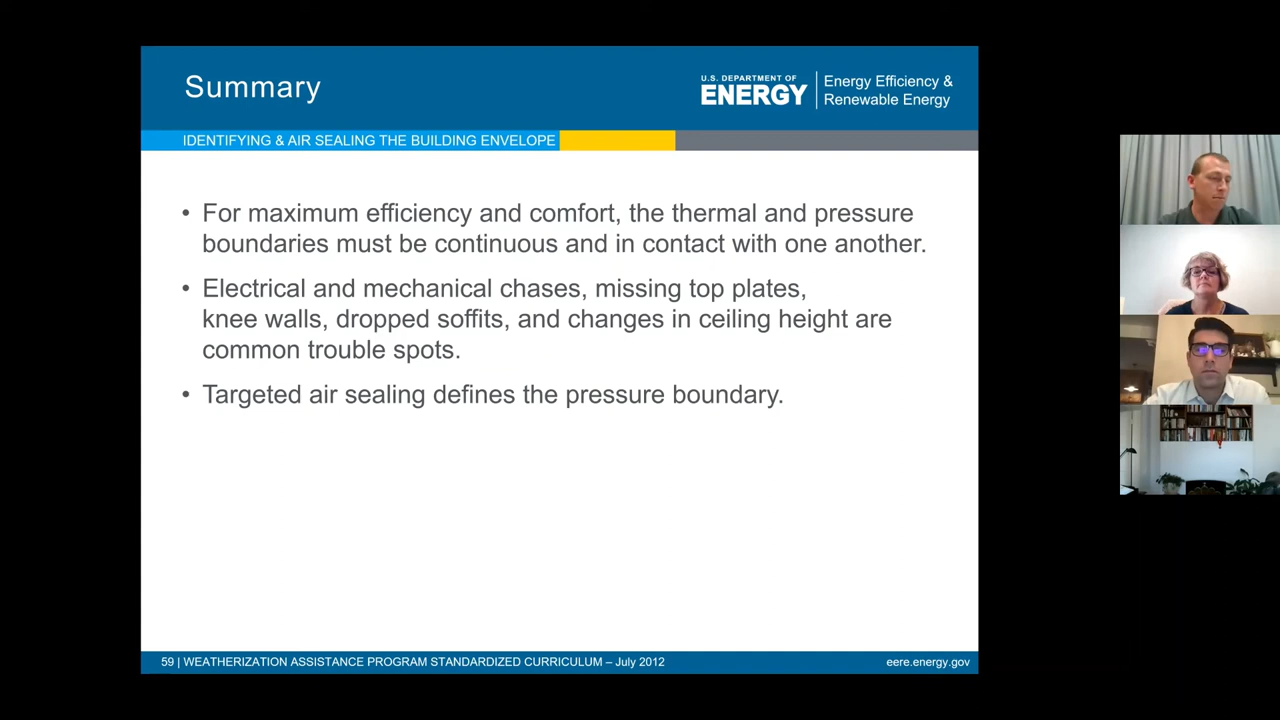 Summary
U.S. DEPARTMENT OF
ENERGY
Energy Efficiency &
Renewable Energy
IDENTIFYING & AIR SEALING THE BUILDING ENVELOPE
• For maximum efficiency and comfort, the thermal and pressure
boundaries must be continuous and in contact with one another.
• Electrical and mechanical chases, missing top plates,
knee walls, dropped soffits, and changes in ceiling height are
common trouble spots.
• Targeted air sealing defines the pressure boundary.
59 | WEATHERIZATION ASSISTANCE PROGRAM STANDARDIZED CURRICULUM – July 2012
eere.energy.gov